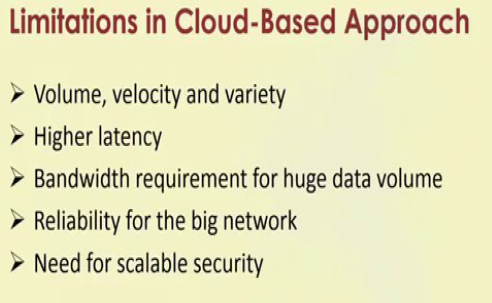 Limitations in Cloud-Based Approach
➢ Volume, velocity and variety
➢ Higher latency
➢ Bandwidth requirement for huge data volume
➢ Reliability for the big network
➢ Need for scalable security